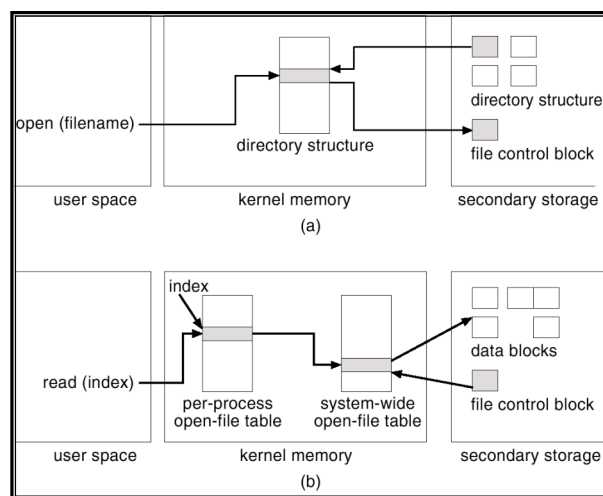 directory structure
open (filename)
directory structure
file control block
user space
kernel memory
secondary storage
(a)
index
data blocks
read (index)
per-process
open-file table
system-wide
open-file table
file control block
user space
kernel memory
secondary storage
(b)